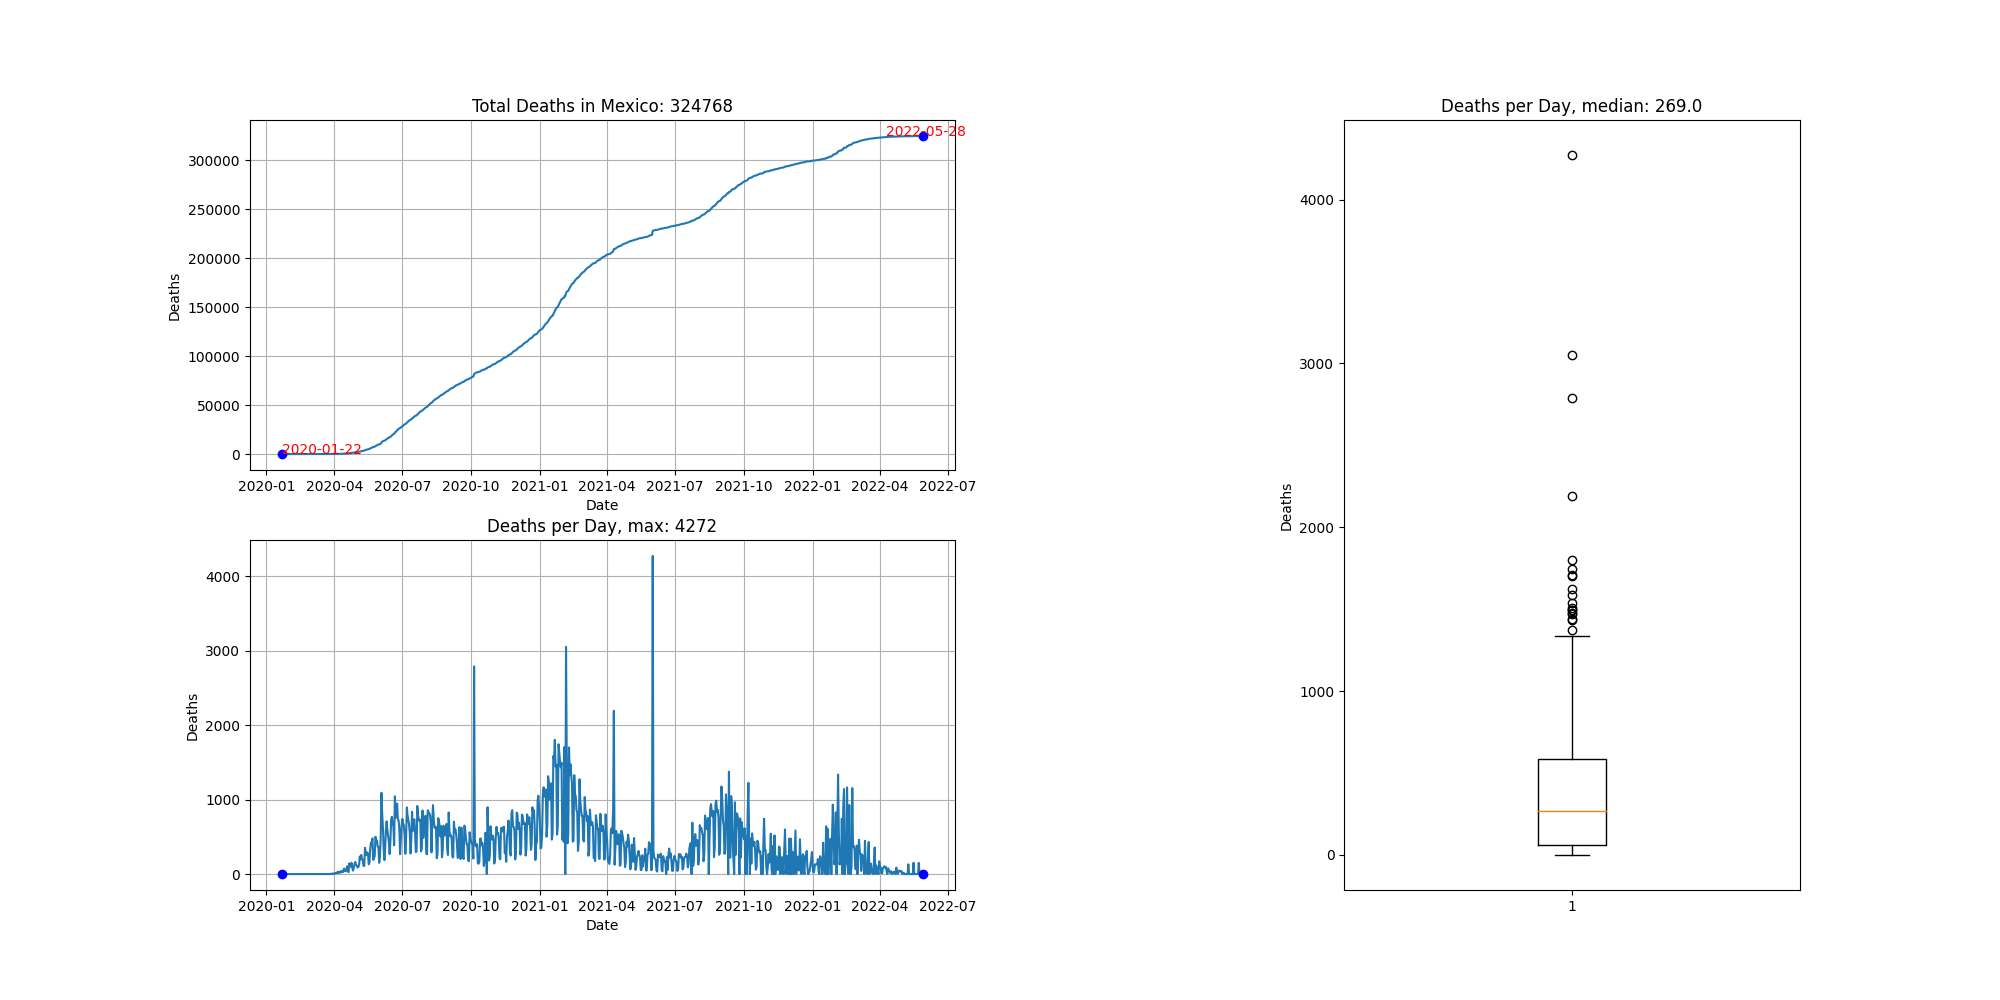 Total Deaths in Mexico: 324768
Deaths
300000
250000
200000
150000
100000
50000
0
2022-05-28
2020-01-22
2020-01 2020-04 2020-07 2020-10 2021-01 2021-04 2021-07 2021-10 2022-01 2022-04 2022-07
Date
Deaths per Day, max: 4272
Deaths
4000
3000
2000
1000
0
2020-01 2020-04 2020-07 2020-10 2021-01 2021-04 2021-07 2021-10 2022-01 2022-04 2022-07
Date
Deaths per Day, median: 269.0
Deaths
4000
3000
2000
1000
0
1